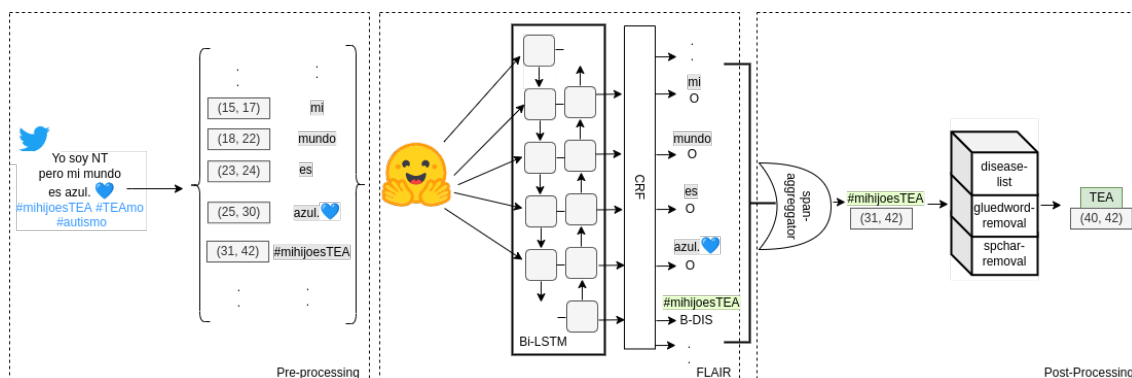 Yo soy NT
pero mi mundo
es azul. 💙
#mihijoesTEA #TEAmo
#autismo
.
.
(15, 17) mi
(18, 22) mundo
(23, 24) es
(25, 30) azul.💙
(31, 42) #mihijoesTEA
.
.
Pre-processing
Bi-LSTM
CRF
.
.
mi
O
mundo
O
es
O
azul.💙
O
#mihijoesTEA
B-DIS
.
.
FLAIR
span-
aggreggator
#mihijoesTEA
(31, 42)
disease-
list
gluedword-
removal
spchar-
removal
TEA
(40, 42)
Post-Processing